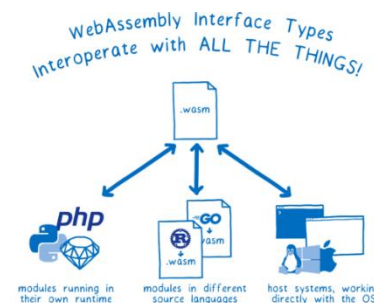 WebAssembly Interface Types
Interoperate with ALL THE THINGS!
.wasm
php
GO
wasm
R
.wasm
modules running in
their own runtime
modules in different
source languages
host systems, workin
directly with the OS